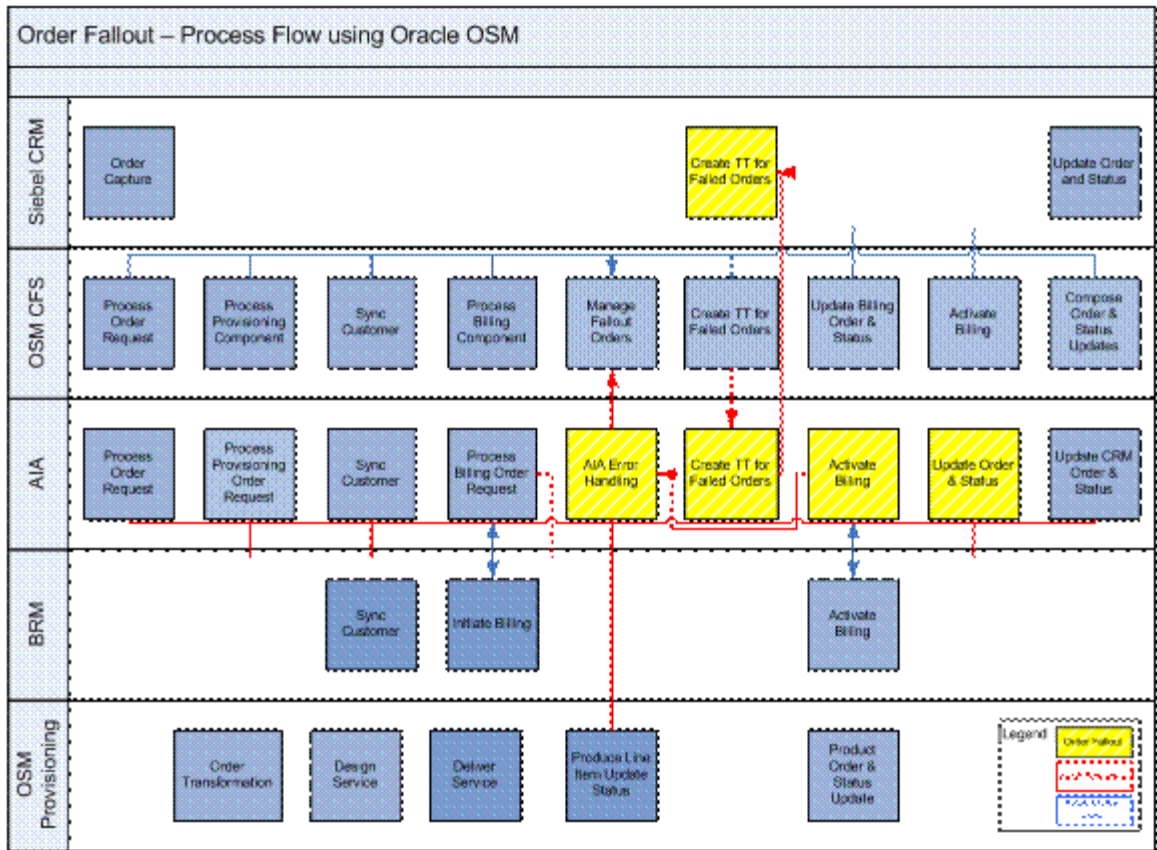 Order Fallout – Process Flow using Oracle OSM
Siebel CRM
Order
Capture
Create TT for
Failed Orders
Update Order
and Status
OSM CFS
Process
Order
Request
Process
Provisioning
Component
Sync
Customer
Process
Billing
Component
Manage
Fallout
Orders
Create TT for
Failed Orders
Update Billing
Order &
Status
Activate
Billing
Compose
Order &
Status
Updates
AIA
Process
Order
Request
Process
Provisioning
Order
Request
Sync
Customer
Process
Billing Order
Request
AIA Error
Handling
Create TT for
Failed Orders
Activate
Billing
Update Order
& Status
Update CRM
Order &
Status
BRM
Sync
Customer
Initiate Billing
Activate
Billing
OSM
Provisioning
Order
Transformation
Design
Service
Deliver
Service
Produce Line
Item Update
Status
Product
Order &
Status
Update
Legend
Order Fallout